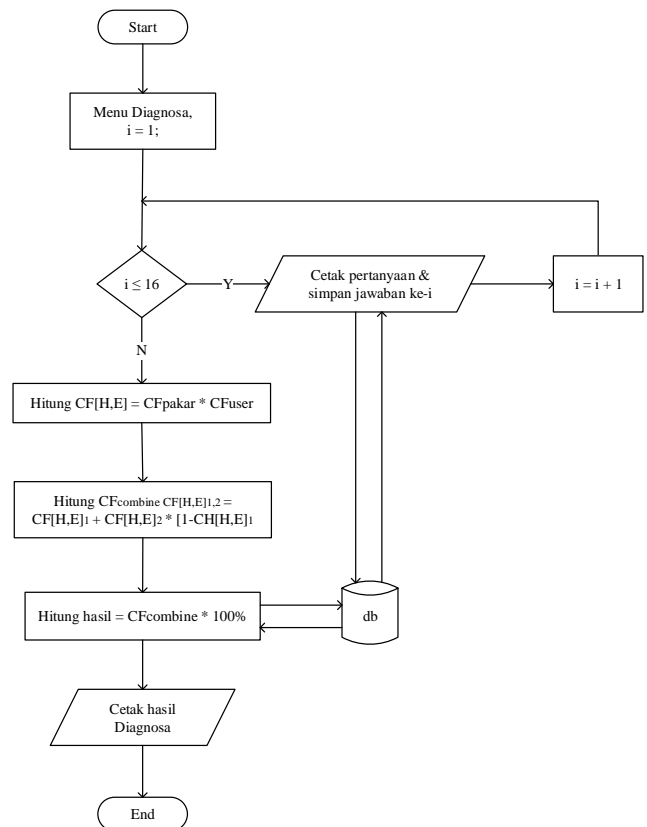 Start
Menu Diagnosa,
i = 1;
i ≤ 16
Y
Cetak pertanyaan &
simpan jawaban ke-i
i = i + 1
N
Hitung CF[H,E] = CFpakar * CFuser
Hitung CFcombine CF[H,E]1,2 =
CF[H,E]1 + CF[H,E]2 * [1-CH[H,E]1
Hitung hasil = CFcombine * 100%
db
Cetak hasil
Diagnosa
End